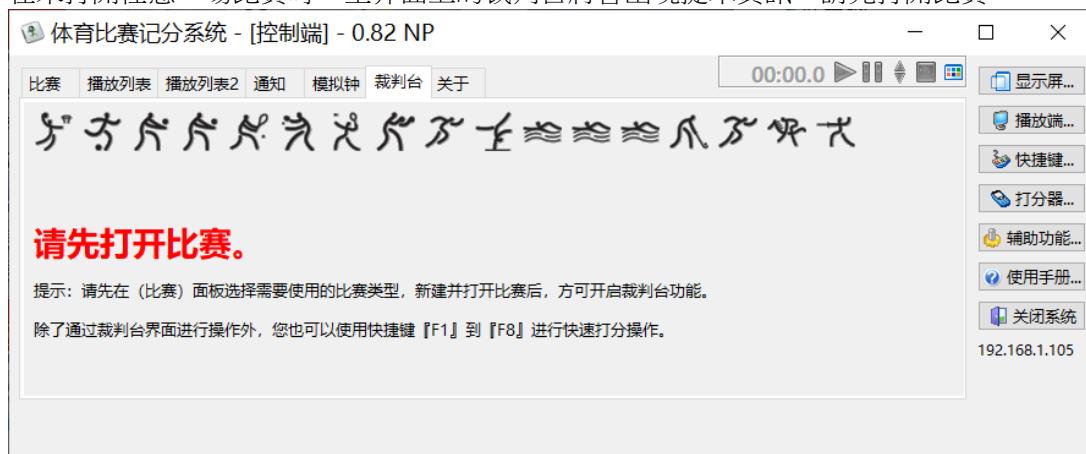 体育比赛记分系统 - [控制端] - 0.82 NP
比赛 播放列表 播放列表2 通知 模拟钟 裁判台 关于
00:00.0
显示屏...
播放端...
快捷键...
打分器...
辅助功能...
使用手册...
关闭系统
192.168.1.105
请先打开比赛。
提示：请先在（比赛）面板选择需要使用的比赛类型，新建并打开比赛后，方可开启裁判台功能。
除了通过裁判台界面进行操作外，您也可以使用快捷键『F1』到『F8』进行快速打分操作。